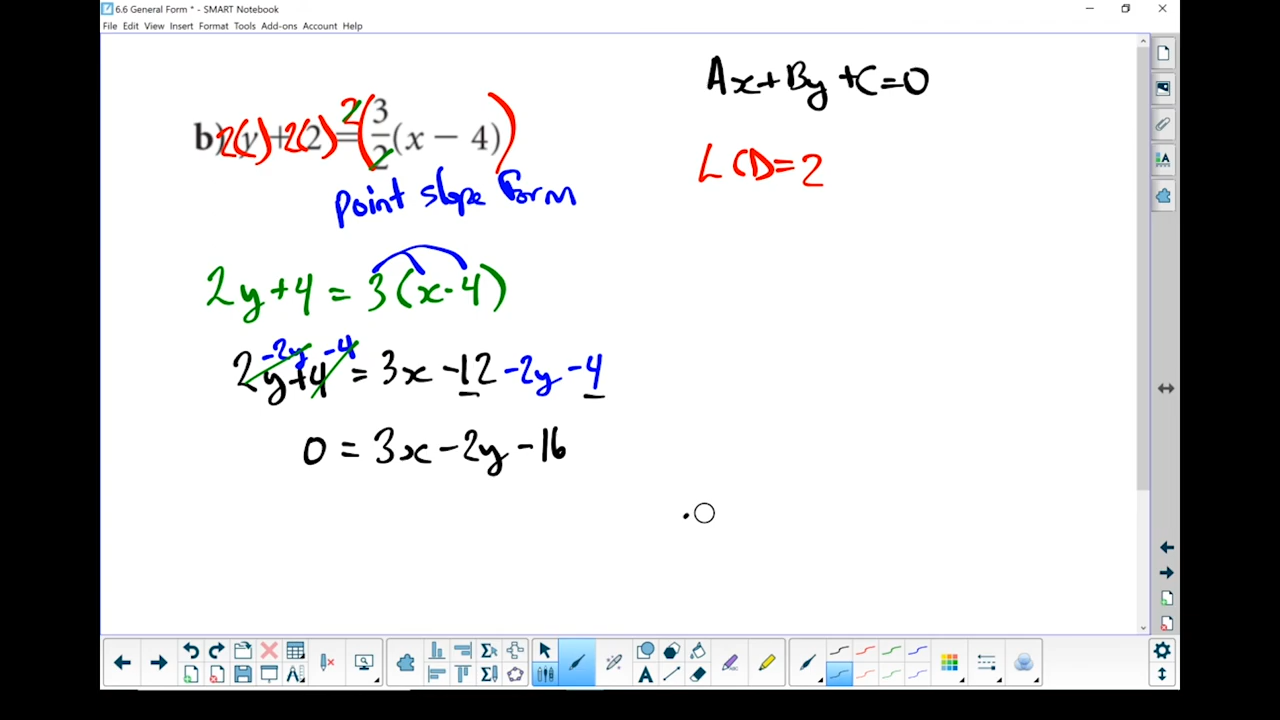 6.6 General Form * - SMART Notebook
File Edit View Insert Format Tools Add-ons Account Help
Ax+By+C=0
b) 2(y)+2(2)=2(3/2(x − 4))
LCD=2
point slope form
2y+4=3(x-4)
2y+4 -2y -4 = 3x -12 -2y -4
0 = 3x -2y -16